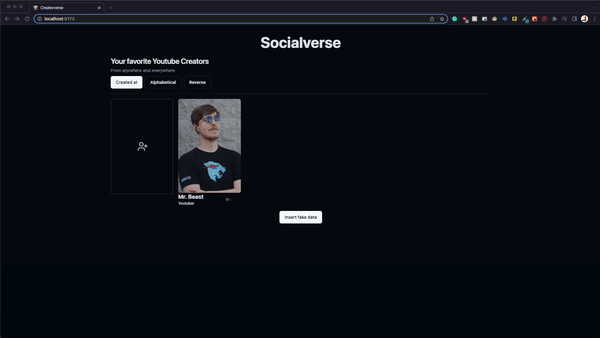 Creatorverse
localhost:5173
Socialverse
Your favorite Youtube Creators
From anywhere and everywhere
Created at
Alphabetical
Reverse
Mr. Beast
Youtuber
Insert fake data